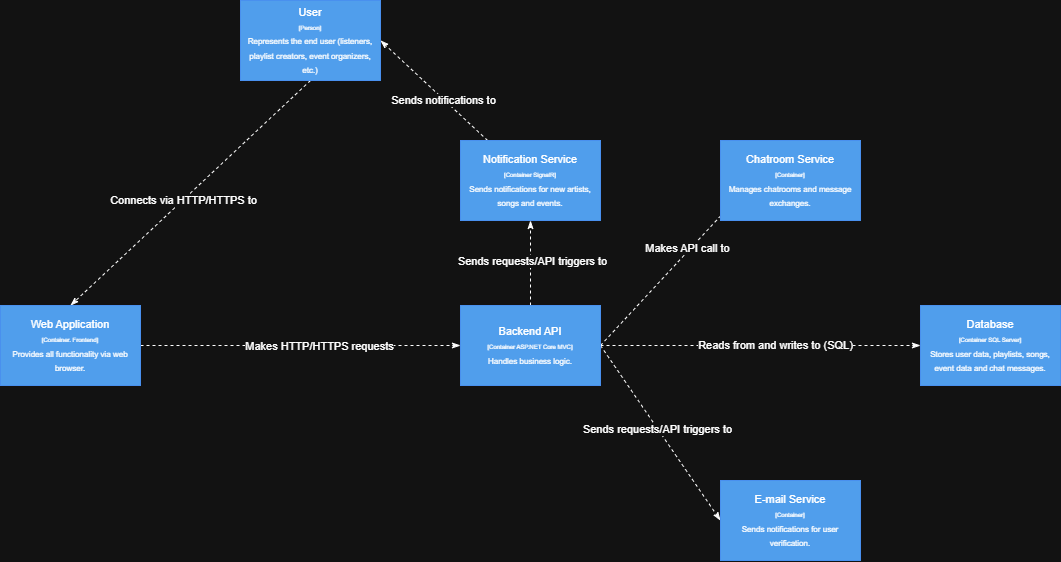 User
[Person]
Represents the end user (listeners,
playlist creators, event organizers,
etc.)
Sends notifications to
Notification Service
[Container SignalR]
Sends notifications for new artists,
songs and events.
Chatroom Service
[Container]
Manages chatrooms and message
exchanges.
Connects via HTTP/HTTPS to
Makes API call to
Sends requests/API triggers to
Web Application
[Container. Frontend]
Provides all functionality via web
browser.
Makes HTTP/HTTPS requests
Backend API
[Container ASP.NET Core MVC]
Handles business logic.
Reads from and writes to (SQL)
Database
[Container SQL Server]
Stores user data, playlists, songs,
event data and chat messages.
Sends requests/API triggers to
E-mail Service
[Container]
Sends notifications for user
verification.